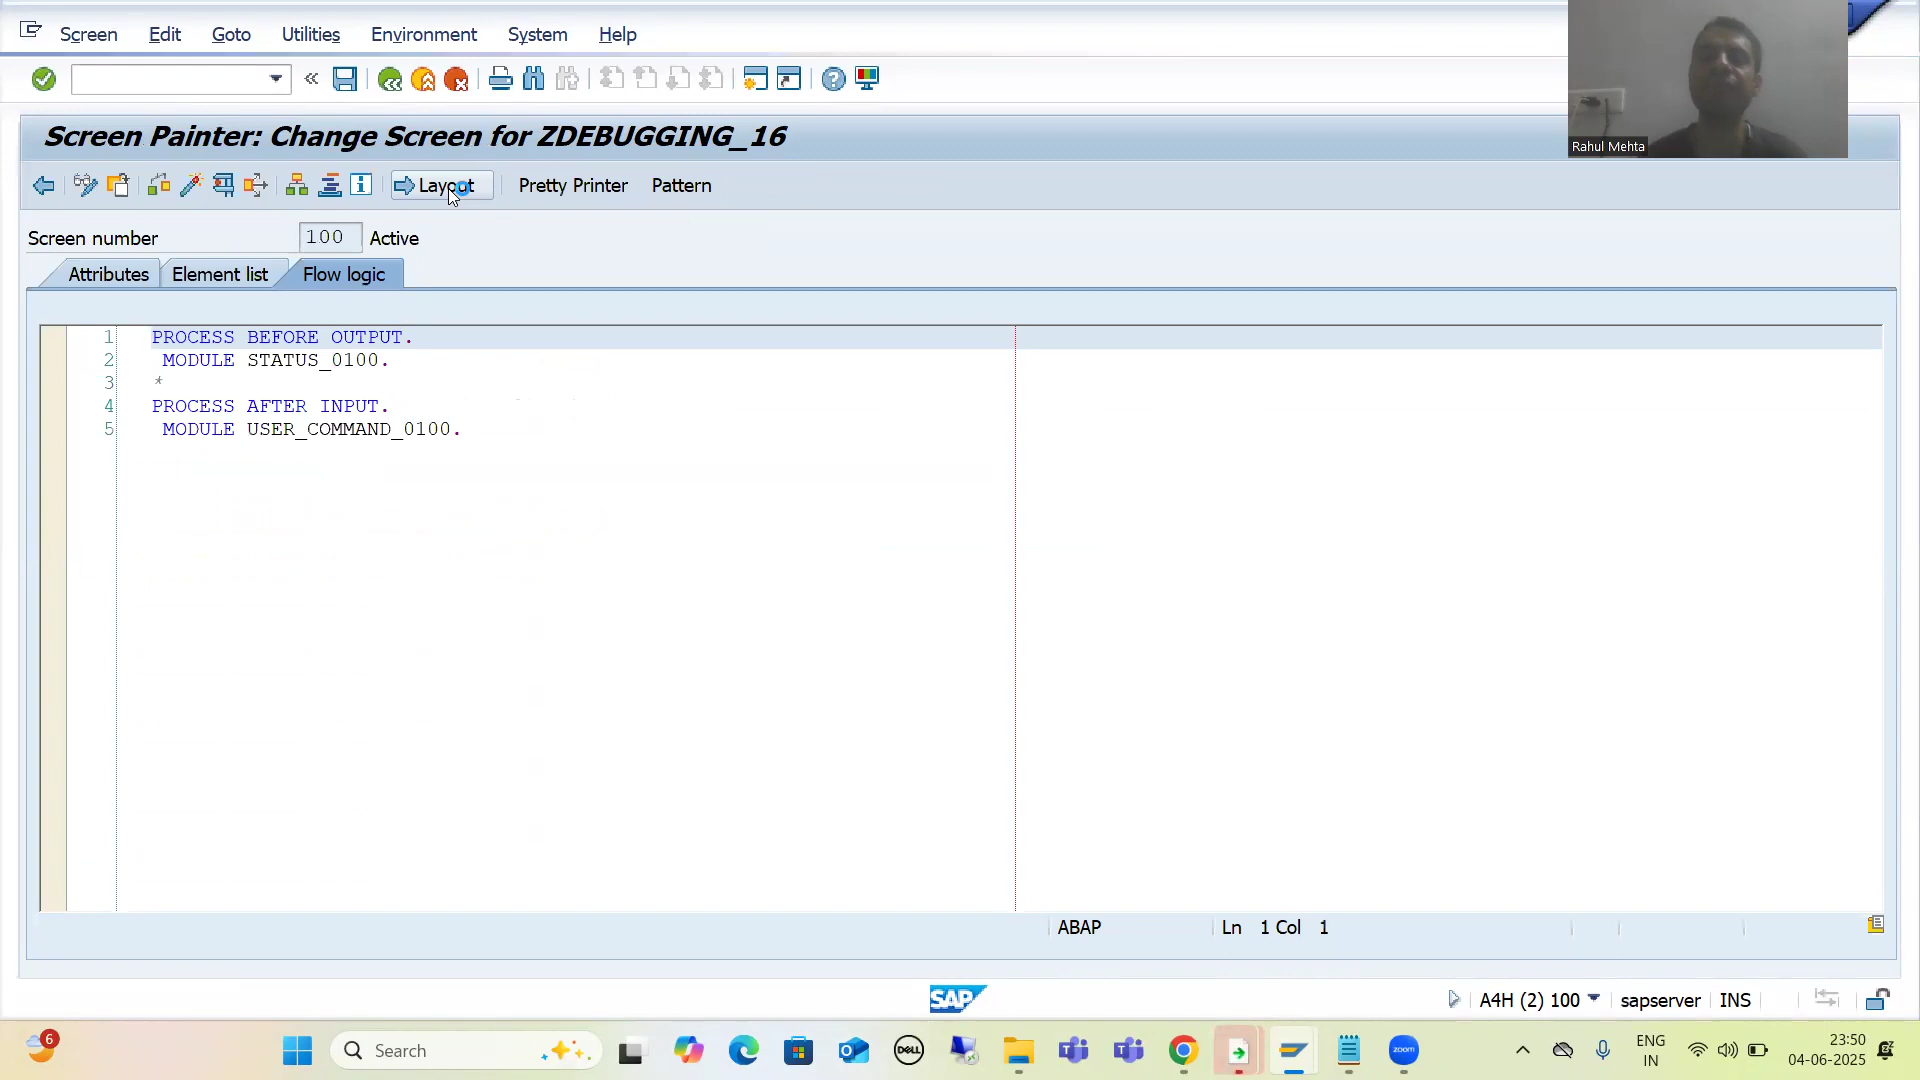 Screen Edit Goto Utilities Environment System Help
Screen Painter: Change Screen for ZDEBUGGING_16
Layout Pretty Printer Pattern
Rahul Mehta
Screen number 100 Active
Attributes Element list Flow logic
1 PROCESS BEFORE OUTPUT.
2 MODULE STATUS_0100.
3 *
4 PROCESS AFTER INPUT.
5 MODULE USER_COMMAND_0100.
ABAP Ln 1 Col 1
SAP A4H (2) 100 sapserver INS
6 Search DELL zoom ENG IN 23:50 04-06-2025